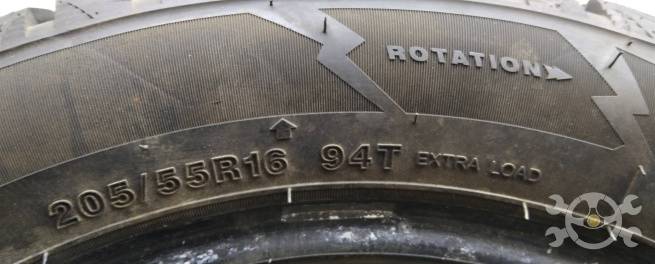 ROTATION
205/55R16 94T EXTRA LOAD